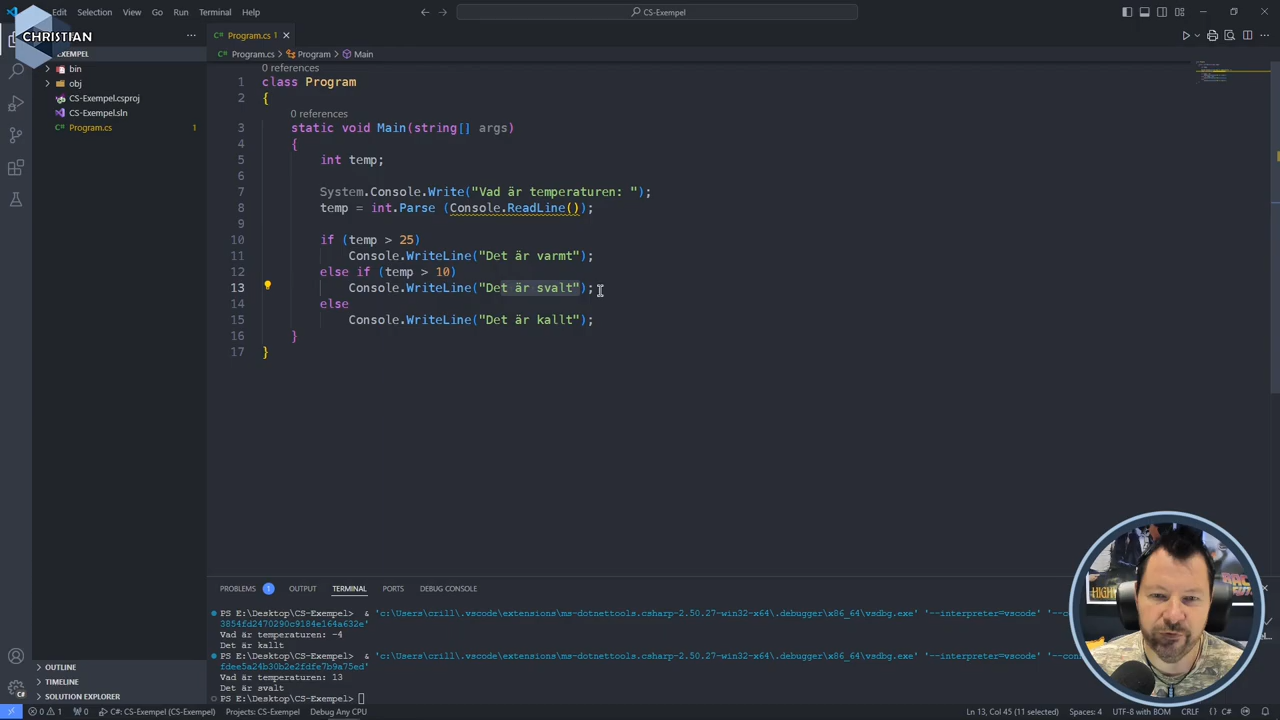 Edit Selection View Go Run Terminal Help
CS-Exempel
CHRISTIAN
EXEMPEL
bin
obj
CS-Exempel.csproj
CS-Exempel.sln
Program.cs 1
Program.cs 1
Program.cs > Program > Main
0 references
1 class Program
2 {
0 references
3 static void Main(string[] args)
4 {
5 int temp;
6
7 System.Console.Write("Vad är temperaturen: ");
8 temp = int.Parse (Console.ReadLine());
9
10 if (temp > 25)
11 Console.WriteLine("Det är varmt");
12 else if (temp > 10)
13 Console.WriteLine("Det är svalt");
14 else
15 Console.WriteLine("Det är kallt");
16 }
17 }
PROBLEMS 1 OUTPUT TERMINAL PORTS DEBUG CONSOLE
PS E:\Desktop\CS-Exempel> & 'c:\Users\crill\.vscode\extensions\ms-dotnettools.csharp-2.50.27-win32-x64\.debugger\x86_64\vsdbg.exe' '--interpreter=vscode'
3854fd2470290c9184e164a632e'
Vad är temperaturen: -4
Det är kallt
PS E:\Desktop\CS-Exempel> & 'c:\Users\crill\.vscode\extensions\ms-dotnettools.csharp-2.50.27-win32-x64\.debugger\x86_64\vsdbg.exe' '--interpreter=vscode'
fdee5a24b30b2e2fdfe7b9a75ed'
Vad är temperaturen: 13
Det är svalt
PS E:\Desktop\CS-Exempel>
OUTLINE
TIMELINE
SOLUTION EXPLORER
0 1 0 C#: CS-Exempel (CS-Exempel) Projects: CS-Exempel Debug Any CPU
Ln 13, Col 45 (11 selected) Spaces: 4 UTF-8 with BOM CRLF {} C#